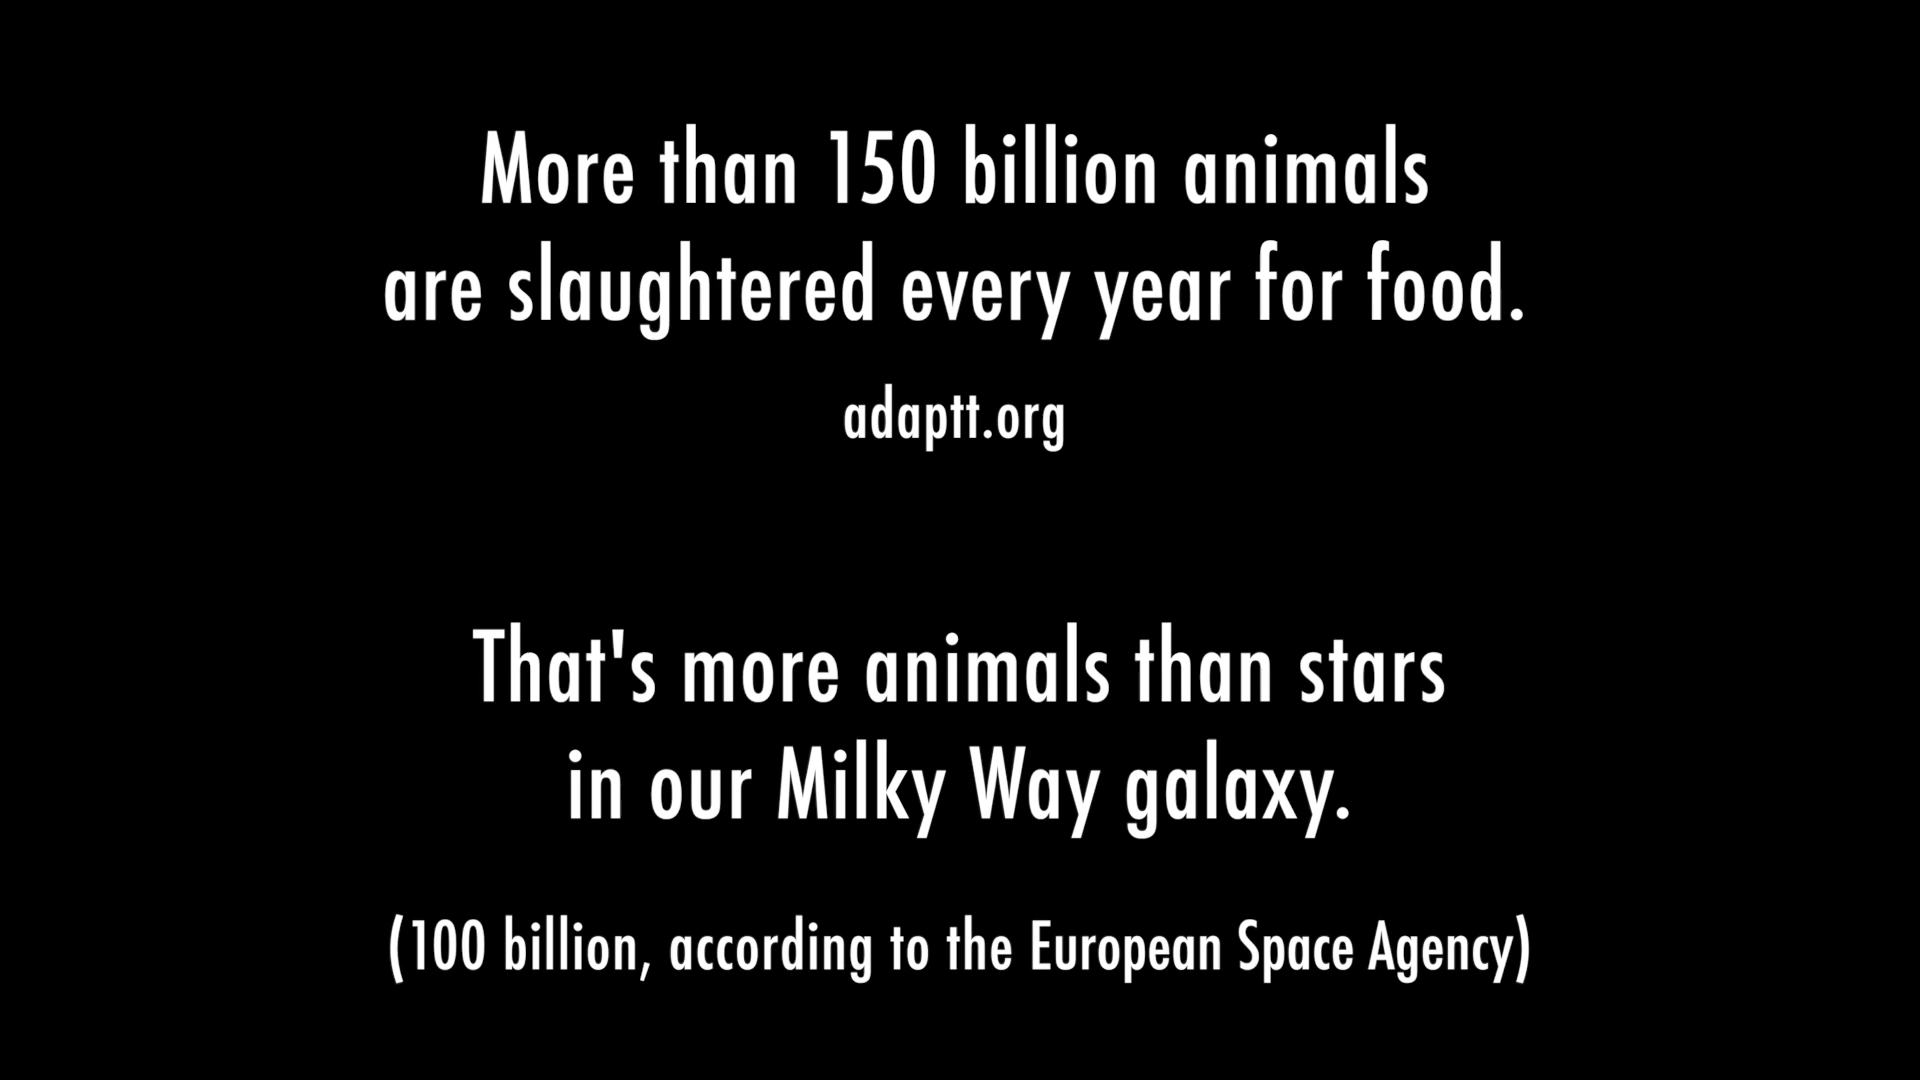 More than 150 billion animals
are slaughtered every year for food.
adaptt.org
That's more animals than stars
in our Milky Way galaxy.
(100 billion, according to the European Space Agency)